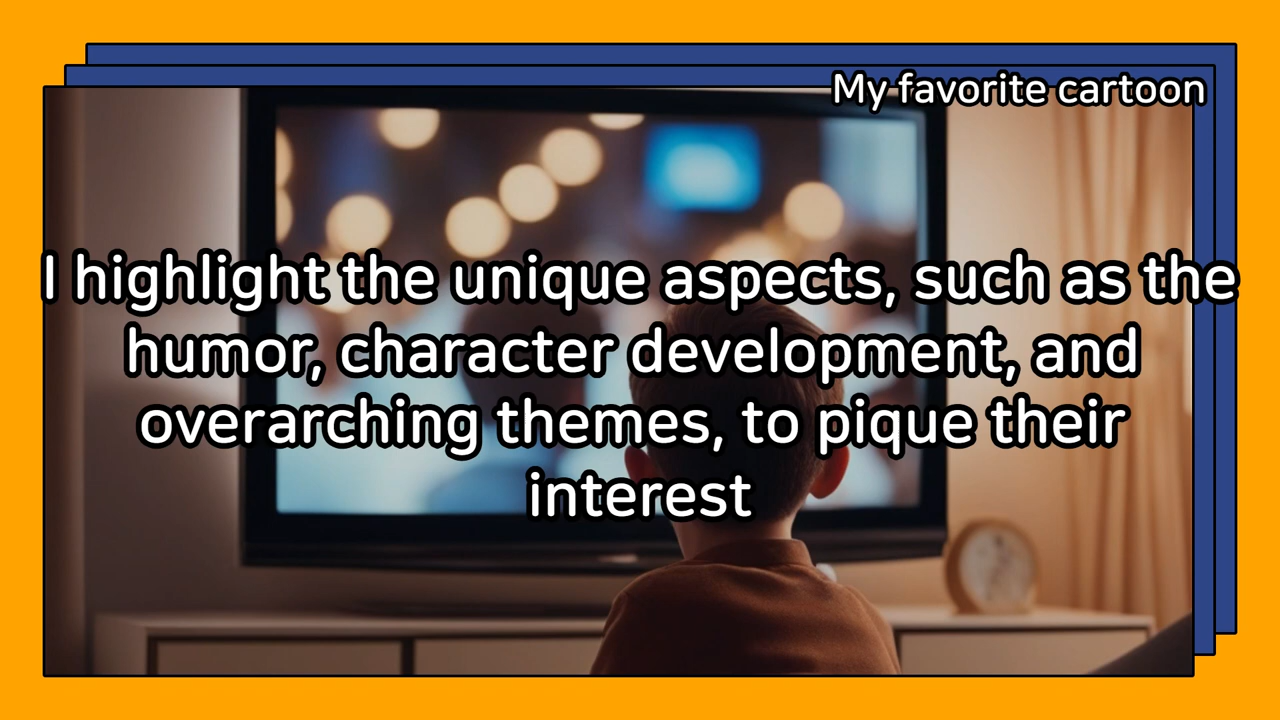 My favorite cartoon
I highlight the unique aspects, such as the
humor, character development, and
overarching themes, to pique their
interest